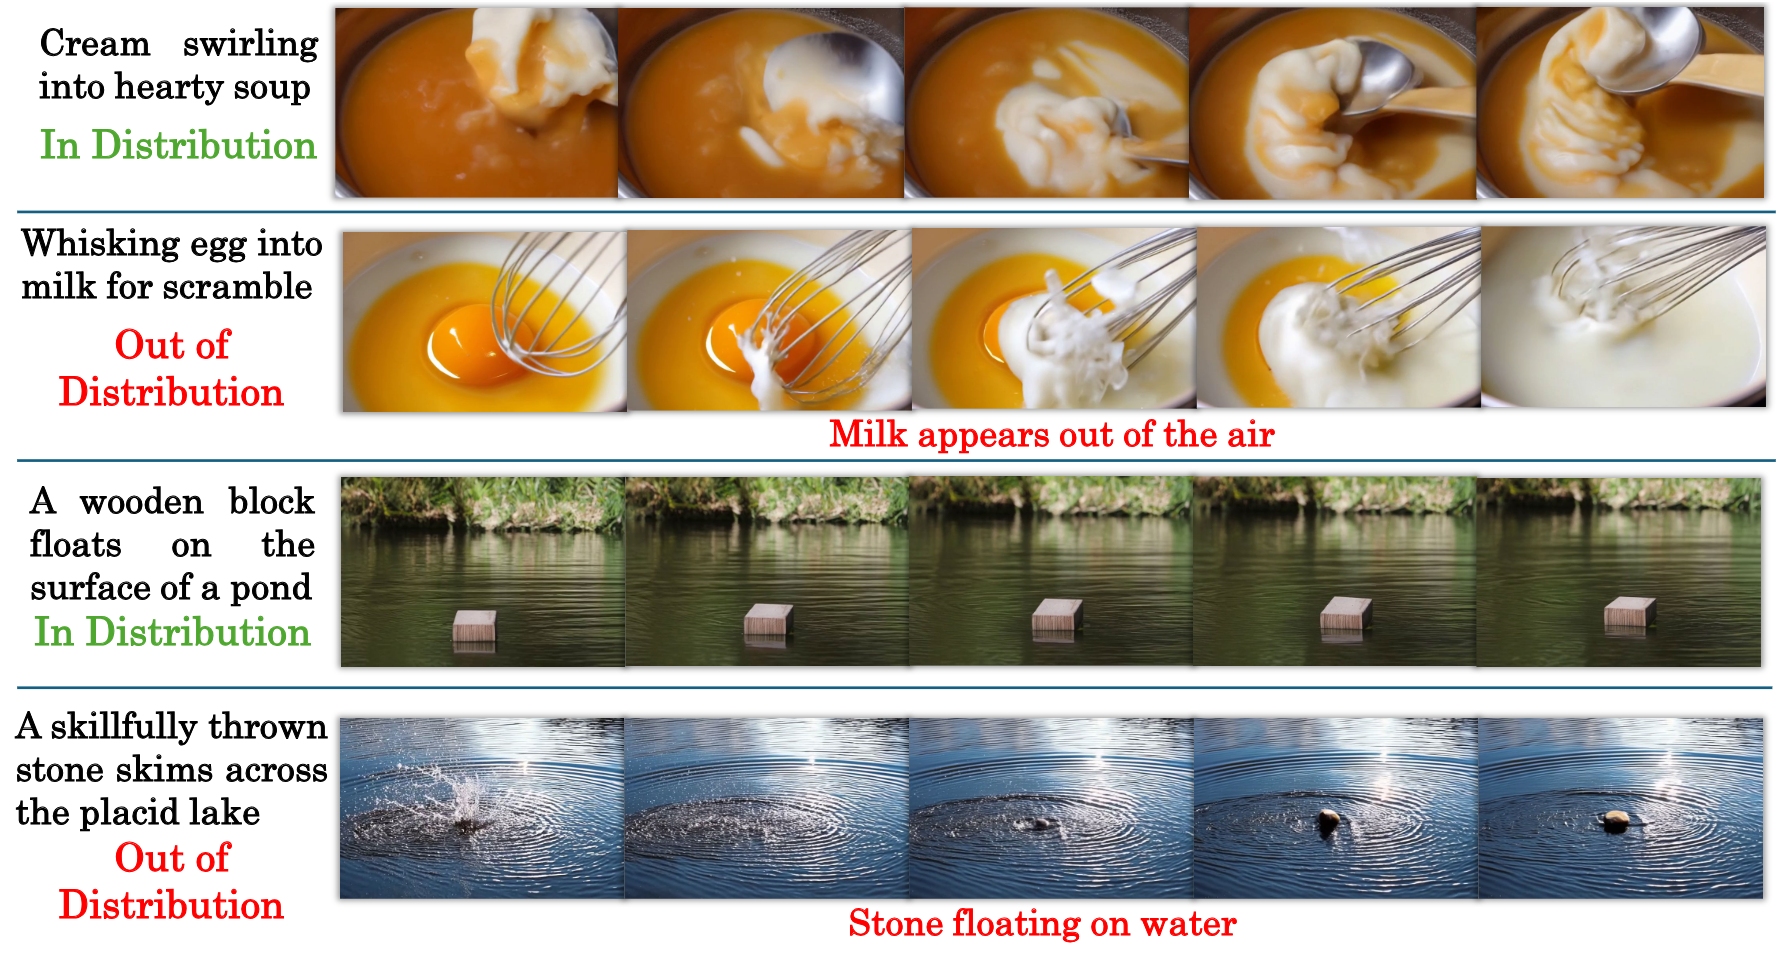 Cream swirling
into hearty soup
In Distribution
Whisking egg into
milk for scramble
Out of
Distribution
Milk appears out of the air
A wooden block
floats on the
surface of a pond
In Distribution
A skillfully thrown
stone skims across
the placid lake
Out of
Distribution
Stone floating on water